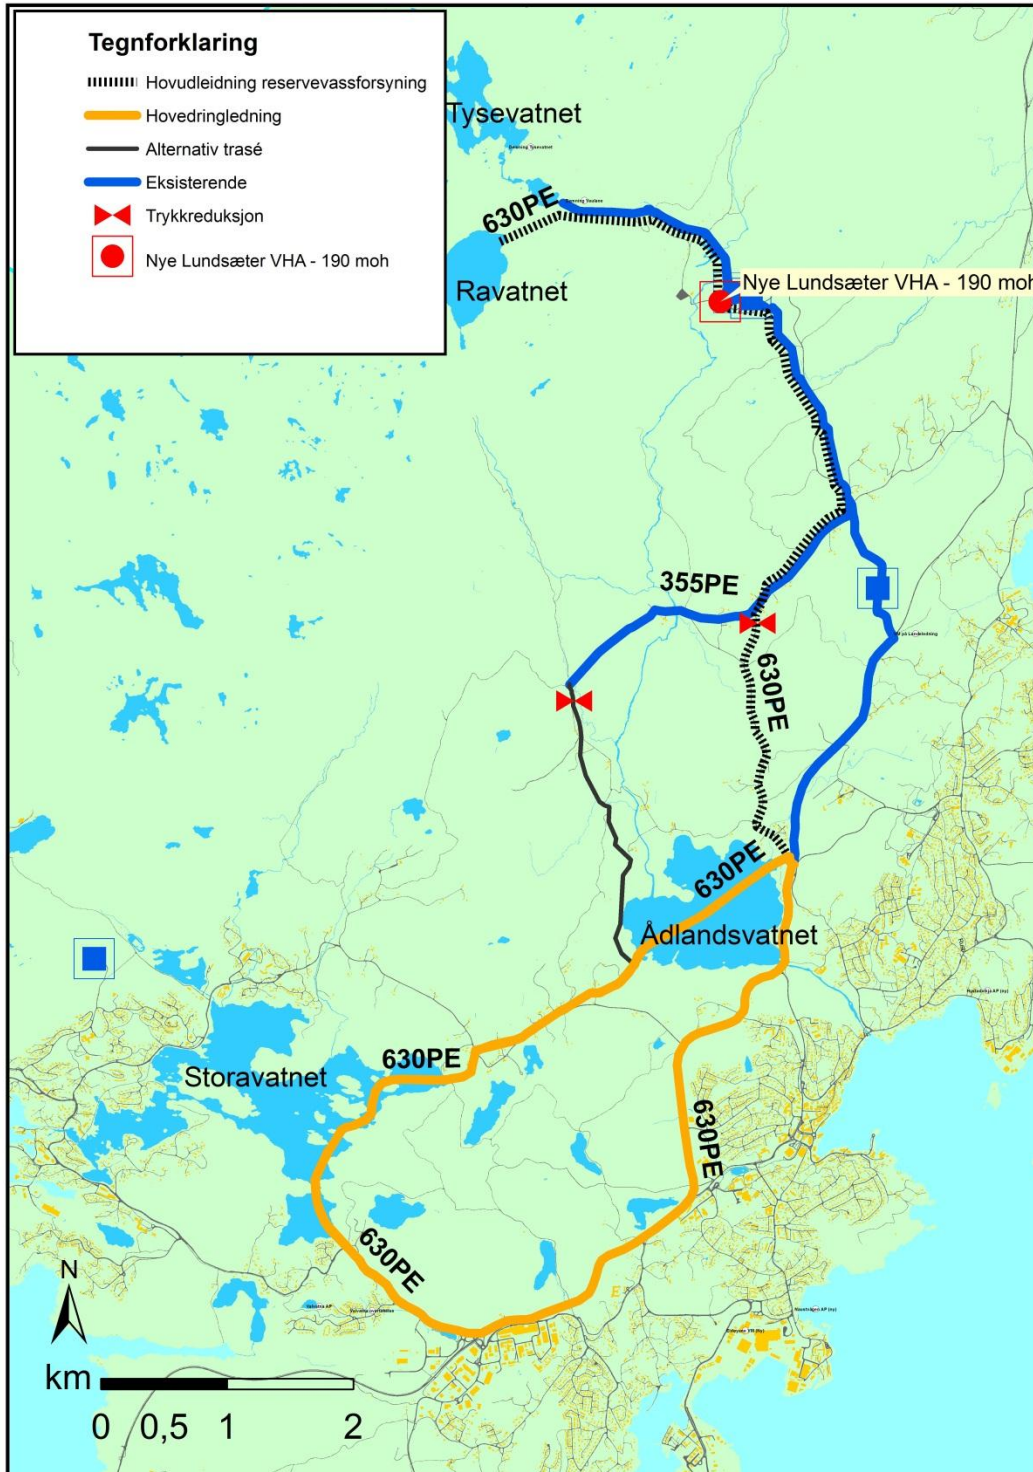 Tegnforklaring
Hovudleidning reservevassforsyning
Hovedringledning
Alternativ trasé
Eksisterende
Trykkreduksjon
Nye Lundsæter VHA - 190 moh
Tysevatnet
630PE
Ravatnet
Nye Lundsæter VHA - 190 moh
355PE
630PE
630PE
Ådlandsvatnet
630PE
Storavatnet
630PE
630PE
N
km
0 0,5 1 2